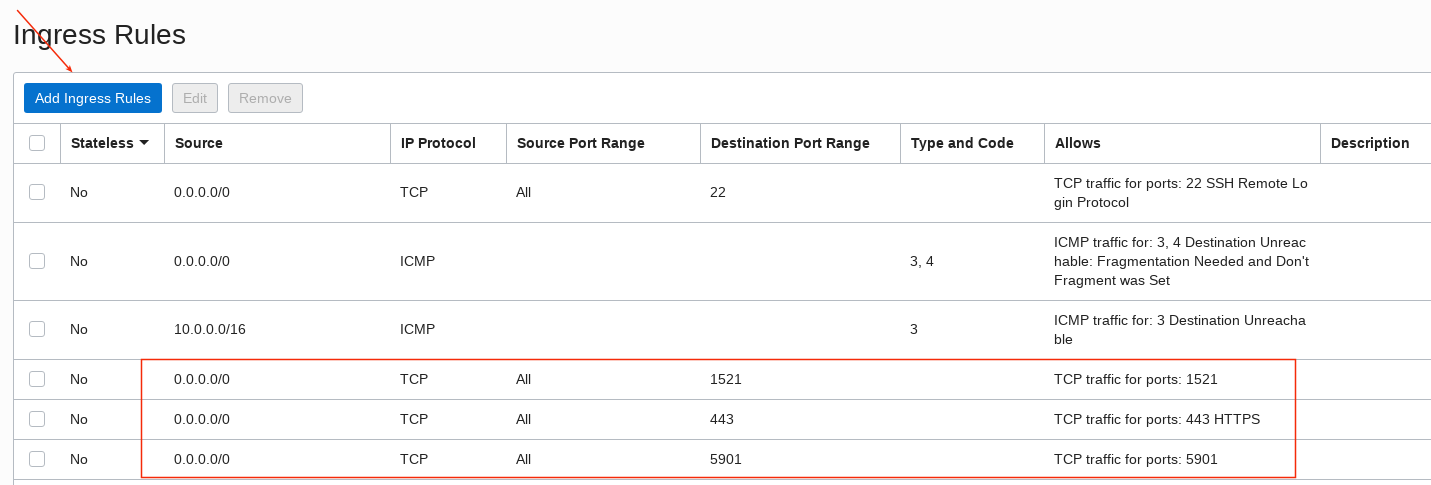 Ingress Rules
Add Ingress Rules Edit Remove
Stateless Source IP Protocol Source Port Range Destination Port Range Type and Code Allows Description
No 0.0.0.0/0 TCP All 22 TCP traffic for ports: 22 SSH Remote Lo
gin Protocol
No 0.0.0.0/0 ICMP 3, 4 ICMP traffic for: 3, 4 Destination Unreac
hable: Fragmentation Needed and Don't
Fragment was Set
No 10.0.0.0/16 ICMP 3 ICMP traffic for: 3 Destination Unreacha
ble
No 0.0.0.0/0 TCP All 1521 TCP traffic for ports: 1521
No 0.0.0.0/0 TCP All 443 TCP traffic for ports: 443 HTTPS
No 0.0.0.0/0 TCP All 5901 TCP traffic for ports: 5901